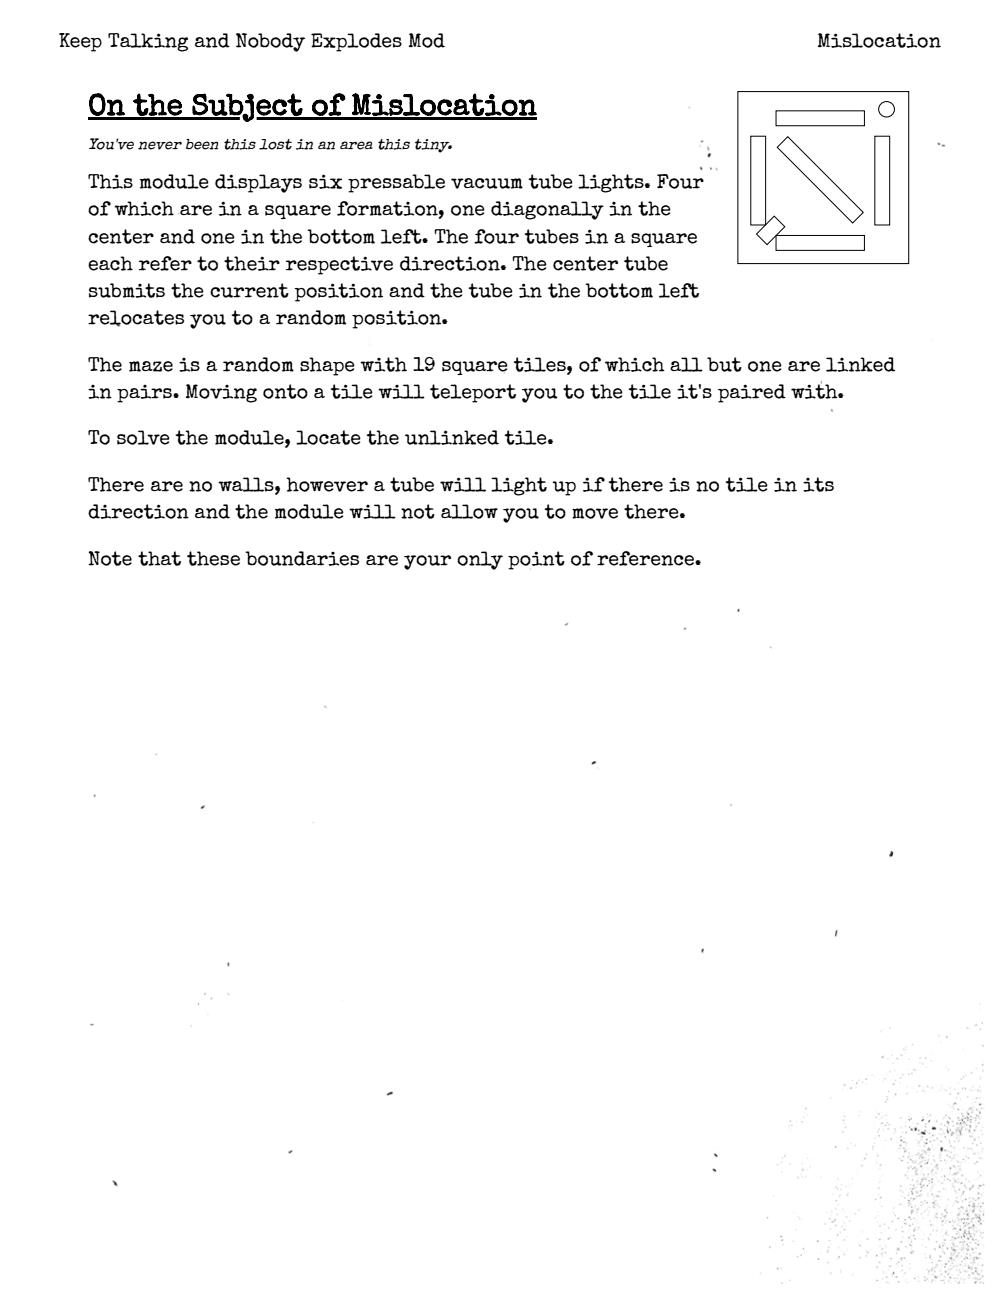 Keep Talking and Nobody Explodes Mod
Mislocation
On the Subject of Mislocation
You've never been this lost in an area this tiny.
This module displays six pressable vacuum tube lights. Four
of which are in a square formation, one diagonally in the
center and one in the bottom left. The four tubes in a square
each refer to their respective direction. The center tube
submits the current position and the tube in the bottom left
relocates you to a random position.
The maze is a random shape with 19 square tiles, of which all but one are linked
in pairs. Moving onto a tile will teleport you to the tile it's paired with.
To solve the module, locate the unlinked tile.
There are no walls, however a tube will light up if there is no tile in its
direction and the module will not allow you to move there.
Note that these boundaries are your only point of reference.